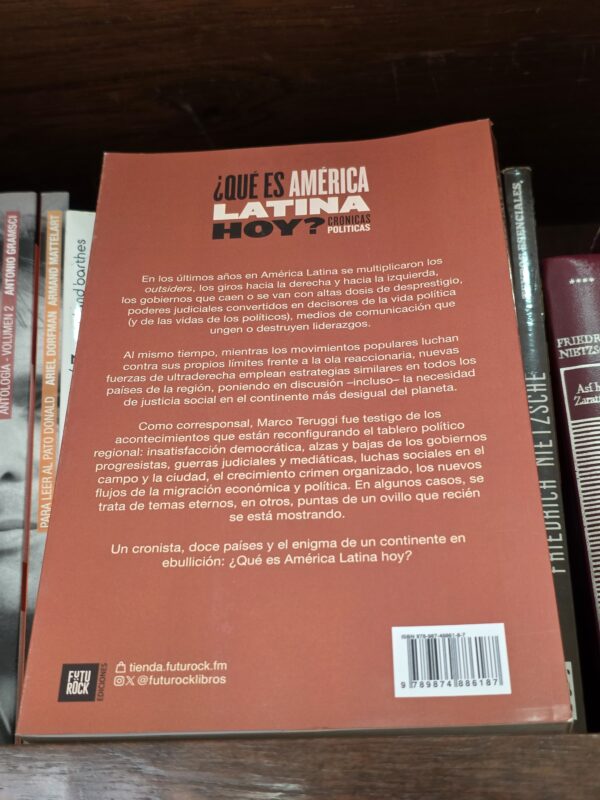 ¿QUÉ ES AMÉRICA
LATINA
HOY? CRÓNICAS
POLÍTICAS
En los últimos años en América Latina se multiplicaron los
outsiders, los giros hacia la derecha y hacia la izquierda,
los gobiernos que caen o se van con altas dosis de desprestigio,
poderes judiciales convertidos en decisores de la vida política
(y de las vidas de los políticos), medios de comunicación que
ungen o destruyen liderazgos.
Al mismo tiempo, mientras los movimientos populares luchan
contra sus propios límites frente a la ola reaccionaria, nuevas
fuerzas de ultraderecha emplean estrategias similares en todos los
países de la región, poniendo en discusión –incluso– la necesidad
de justicia social en el continente más desigual del planeta.
Como corresponsal, Marco Teruggi fue testigo de los
acontecimientos que están reconfigurando el tablero político
regional: insatisfacción democrática, alzas y bajas de los gobiernos
progresistas, guerras judiciales y mediáticas, luchas sociales en el
campo y la ciudad, el crecimiento crimen organizado, los nuevos
flujos de la migración económica y política. En algunos casos, se
trata de temas eternos, en otros, puntas de un ovillo que recién
se está mostrando.
Un cronista, doce países y el enigma de un continente en
ebullición: ¿Qué es América Latina hoy?
FUTU
ROCK
EDICIONES
tienda.futurock.fm
@futurocklibros
ISBN 978-987-48861-8-7
9 789874 886187
ANTOLOGÍA - VOLUMEN 2 ANTONIO GRAMSCI
PARA LEER AL PATO DONALD ARIEL DORFMAN ARMAND MATTELART
barthes
FRIEDRICH NIETZSCHE
ESENCIALES
****
FRIEDR
NIETZS
Así h
Zarat